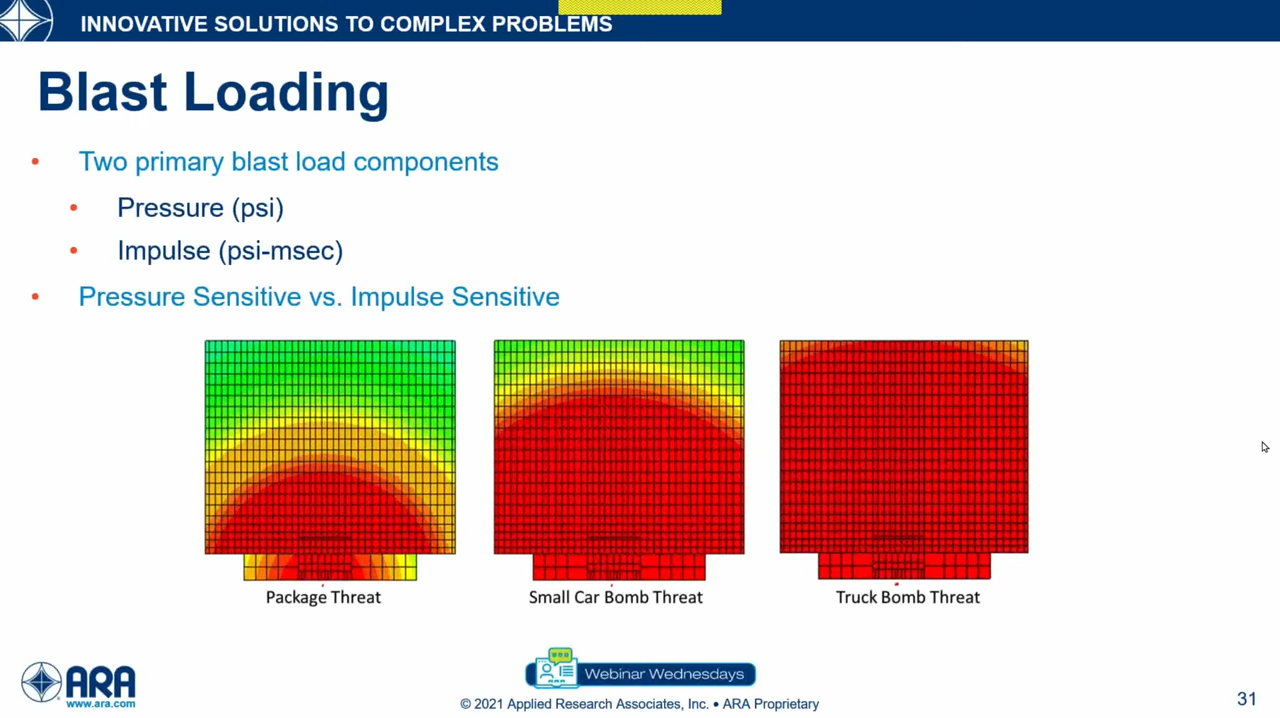 INNOVATIVE SOLUTIONS TO COMPLEX PROBLEMS
Blast Loading
• Two primary blast load components
• Pressure (psi)
• Impulse (psi-msec)
• Pressure Sensitive vs. Impulse Sensitive
Package Threat
Small Car Bomb Threat
Truck Bomb Threat
ARA
www.ara.com
Webinar Wednesdays
© 2021 Applied Research Associates, Inc. • ARA Proprietary
31